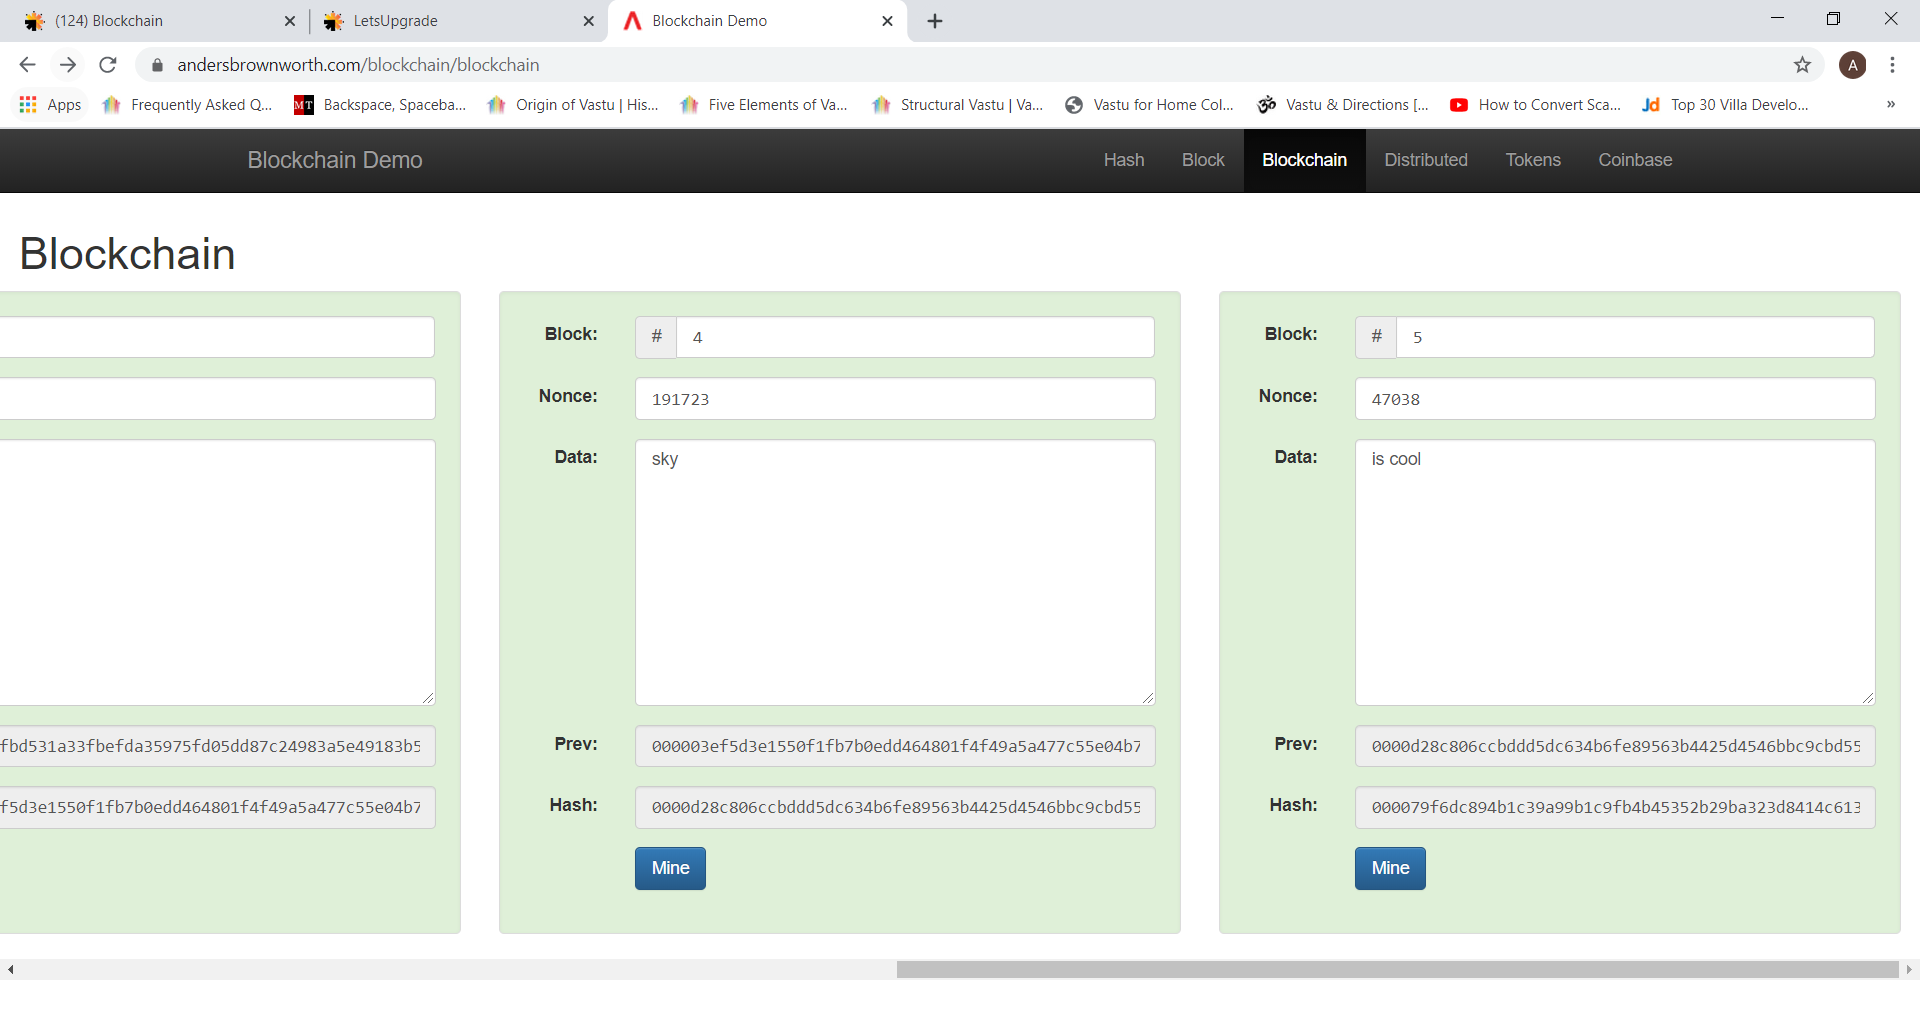 (124) Blockchain
LetsUpgrade
Blockchain Demo
andersbrownworth.com/blockchain/blockchain
A
Apps
Frequently Asked Q...
MT
Backspace, Spaceba...
Origin of Vastu | His...
Five Elements of Va...
Structural Vastu | Va...
Vastu for Home Col...
ॐ
Vastu & Directions [...
How to Convert Sca...
Jd
Top 30 Villa Develo...
»
Blockchain Demo
Hash
Block
Blockchain
Distributed
Tokens
Coinbase
Blockchain
fbd531a33fbefda35975fd05dd87c24983a5e49183b5
f5d3e1550f1fb7b0edd464801f4f49a5a477c55e04b7
Block: # 4
Nonce: 191723
Data: sky
Prev: 000003ef5d3e1550f1fb7b0edd464801f4f49a5a477c55e04b7
Hash: 0000d28c806ccbddd5dc634b6fe89563b4425d4546bbc9cbd55
Mine
Block: # 5
Nonce: 47038
Data: is cool
Prev: 0000d28c806ccbddd5dc634b6fe89563b4425d4546bbc9cbd55
Hash: 000079f6dc894b1c39a99b1c9fb4b45352b29ba323d8414c613
Mine